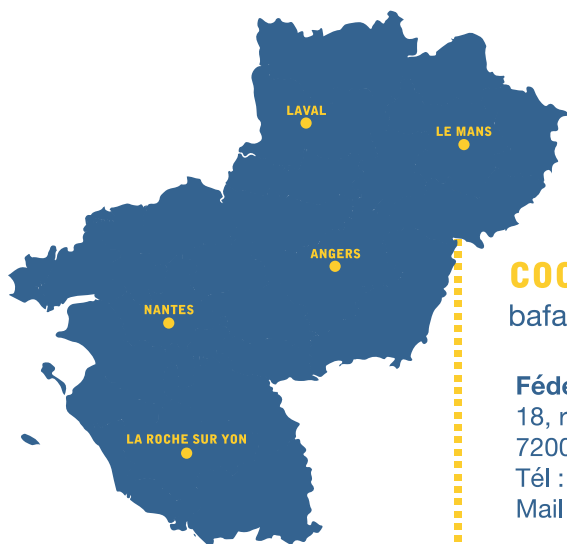 LAVAL
LE MANS
ANGERS
NANTES
LA ROCHE SUR YON
COO
bafa
Féde
18, r
7200
Tél :
Mail